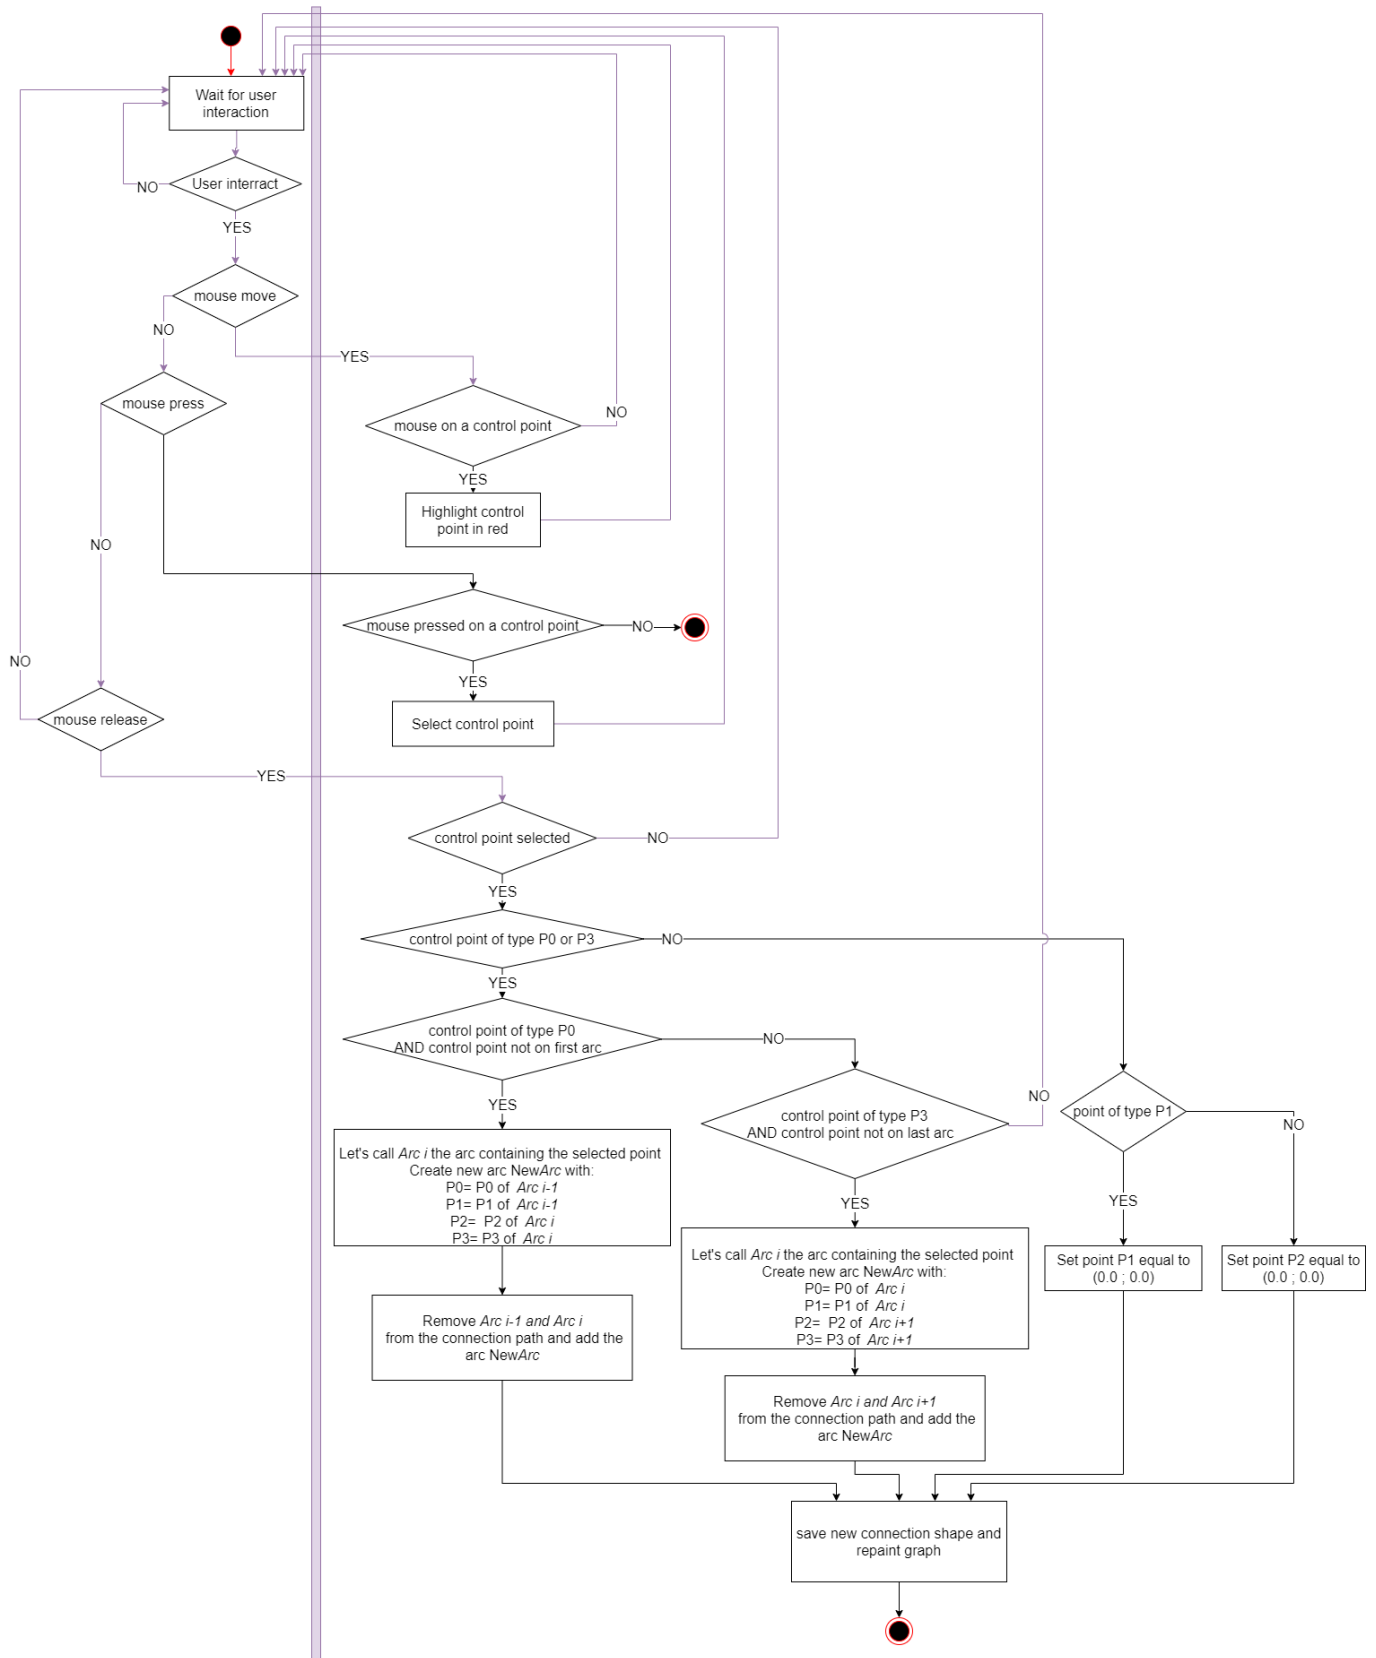 Wait for user
interaction
User interract
NO
YES
mouse move
NO
YES
mouse press
mouse on a control point
NO
YES
Highlight control
point in red
NO
mouse pressed on a control point
NO
YES
NO
Select control point
mouse release
YES
control point selected
NO
YES
control point of type P0 or P3
NO
YES
control point of type P0
AND control point not on first arc
NO
NO
YES
control point of type P3
AND control point not on last arc
point of type P1
NO
Let's call Arc i the arc containing the selected point
Create new arc NewArc with:
P0= P0 of Arc i-1
P1= P1 of Arc i-1
P2= P2 of Arc i
P3= P3 of Arc i
YES
YES
Let's call Arc i the arc containing the selected point
Create new arc NewArc with:
P0= P0 of Arc i
P1= P1 of Arc i
P2= P2 of Arc i+1
P3= P3 of Arc i+1
Set point P1 equal to
(0.0 ; 0.0)
Set point P2 equal to
(0.0 ; 0.0)
Remove Arc i-1 and Arc i
from the connection path and add the
arc NewArc
Remove Arc i and Arc i+1
from the connection path and add the
arc NewArc
save new connection shape and
repaint graph